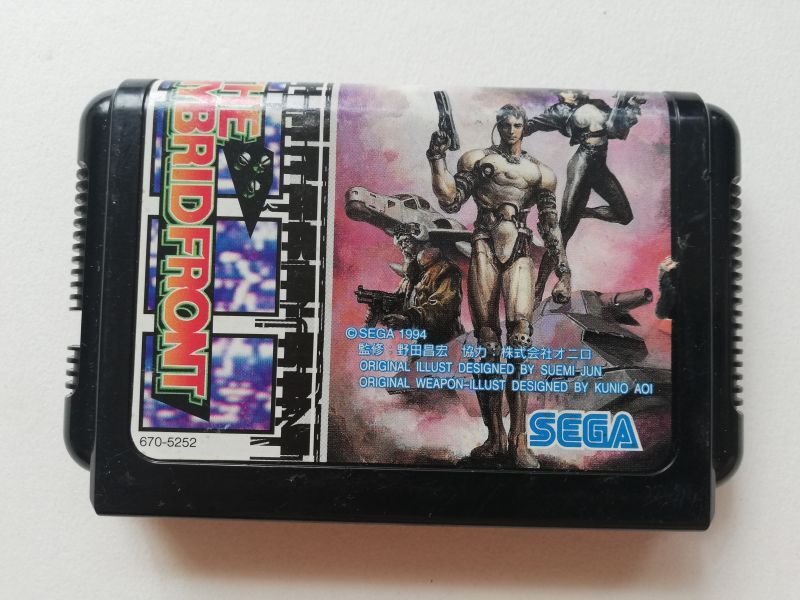 THE
HYBRID FRONT
©SEGA 1994
監修：野田昌宏 協力：株式会社オニロ
ORIGINAL ILLUST DESIGNED BY SUEMI-JUN
ORIGINAL WEAPON-ILLUST DESIGNED BY KUNIO AOI
SEGA
670-5252